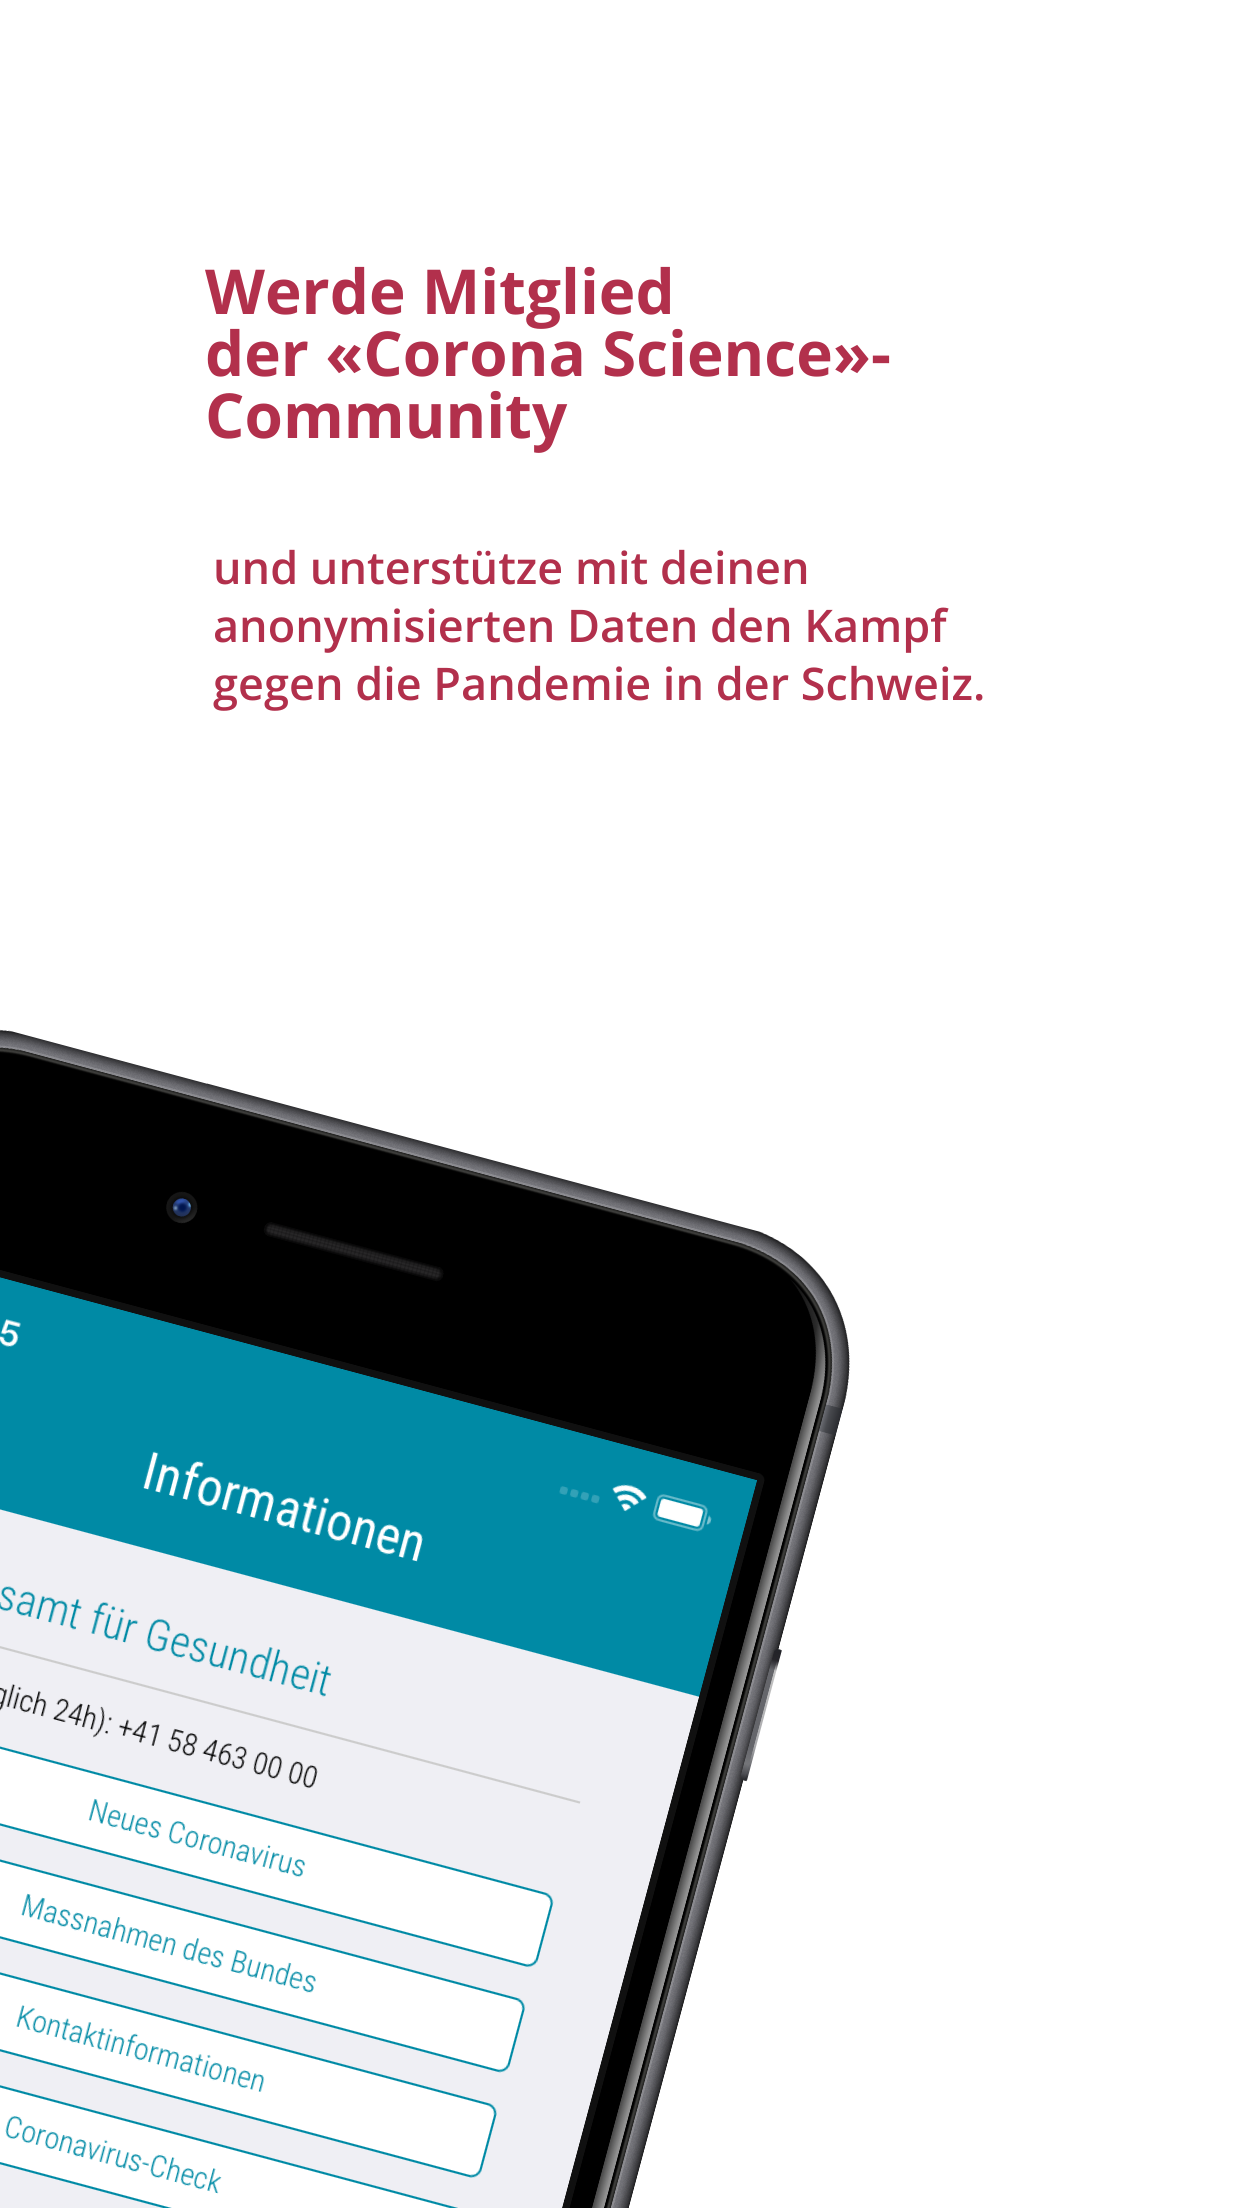 Werde Mitglied
der «Corona Science»-
Community
und unterstütze mit deinen
anonymisierten Daten den Kampf
gegen die Pandemie in der Schweiz.
5
Informationen
samt für Gesundheit
glich 24h): +41 58 463 00 00
Neues Coronavirus
Massnahmen des Bundes
Kontaktinformationen
Coronavirus-Check